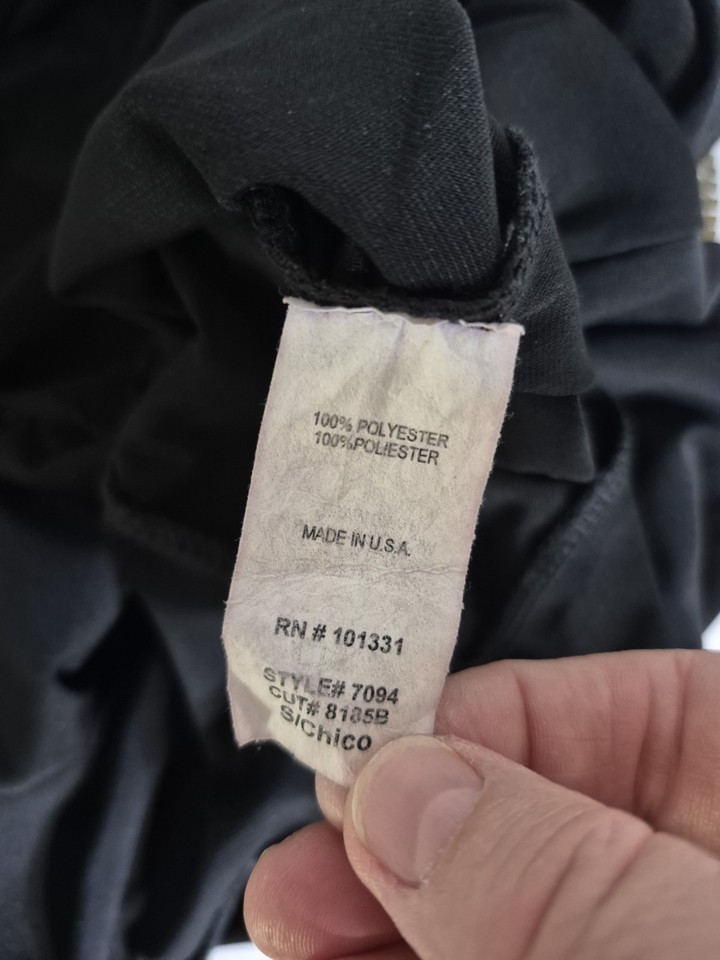 100% POLYESTER
100%POLIESTER
MADE IN U.S.A.
RN # 101331
STYLE# 7094
CUT# 8185B
S/Chico